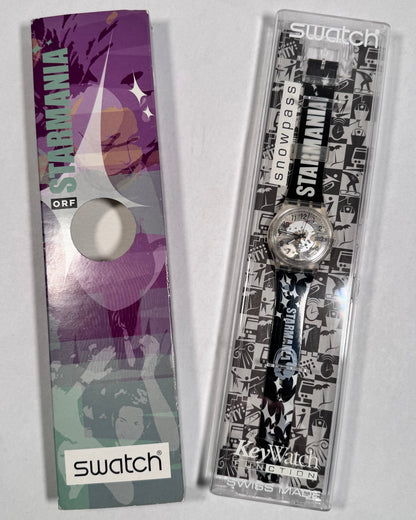 ORF STARMANIA
swatch
swatch
snowpass
STARMANIA
STARMANIA
KeyWatch
FUNCTION
SWISS MADE